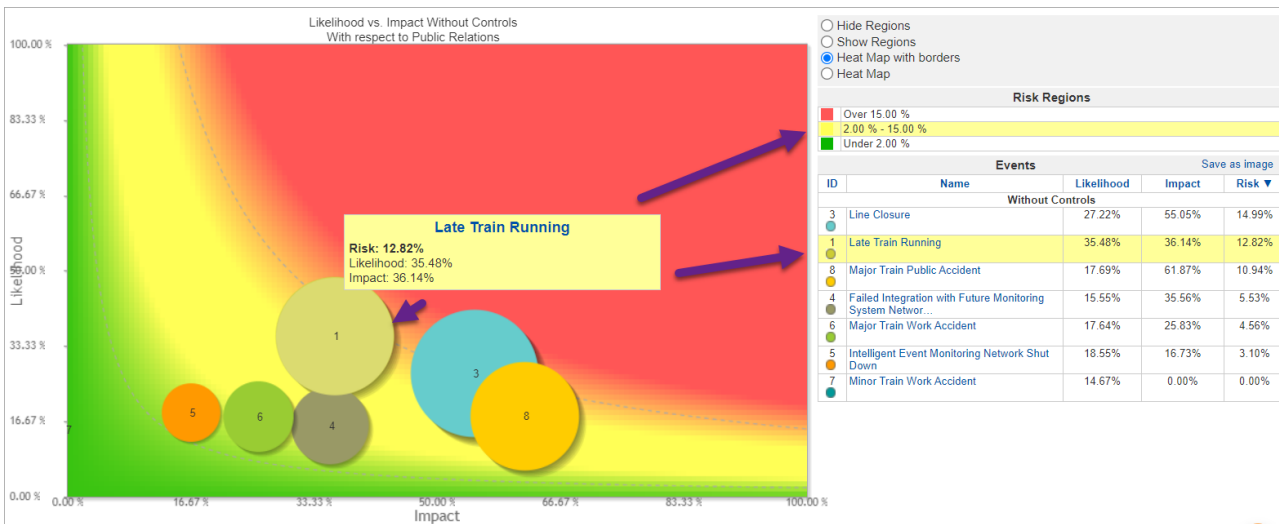 Likelihood vs. Impact Without Controls
With respect to Public Relations
100.00 %
83.33 %
66.67 %
50.00 %
33.33 %
16.67 %
0.00 %
Likelihood
Late Train Running
Risk: 12.82%
Likelihood: 35.48%
Impact: 36.14%
1
3
8
5
6
4
7
0.00 %
16.67 %
33.33 %
50.00 %
66.67 %
83.33 %
100.00 %
Impact
Hide Regions
Show Regions
Heat Map with borders
Heat Map
Risk Regions
Over 15.00 %
2.00 % - 15.00 %
Under 2.00 %
Events Save as image
ID Name Likelihood Impact Risk ▼
Without Controls
3 Line Closure 27.22% 55.05% 14.99%
1 Late Train Running 35.48% 36.14% 12.82%
8 Major Train Public Accident 17.69% 61.87% 10.94%
4 Failed Integration with Future Monitoring 15.55% 35.56% 5.53%
System Networ...
6 Major Train Work Accident 17.64% 25.83% 4.56%
5 Intelligent Event Monitoring Network Shut 18.55% 16.73% 3.10%
Down
7 Minor Train Work Accident 14.67% 0.00% 0.00%